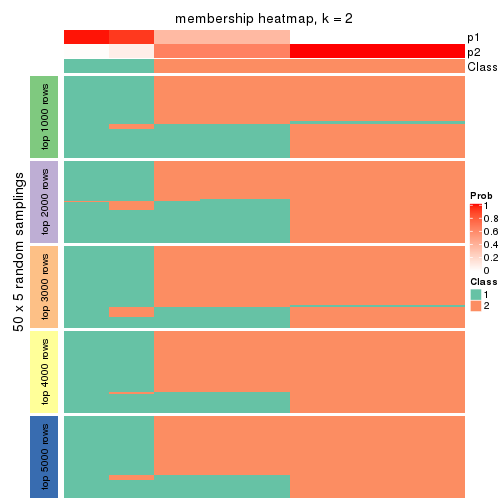 membership heatmap, k = 2
p1
p2
Class
50 x 5 random samplings
top 1000 rows
top 2000 rows
top 3000 rows
top 4000 rows
top 5000 rows
Prob
1
0.8
0.6
0.4
0.2
0
Class
1
2